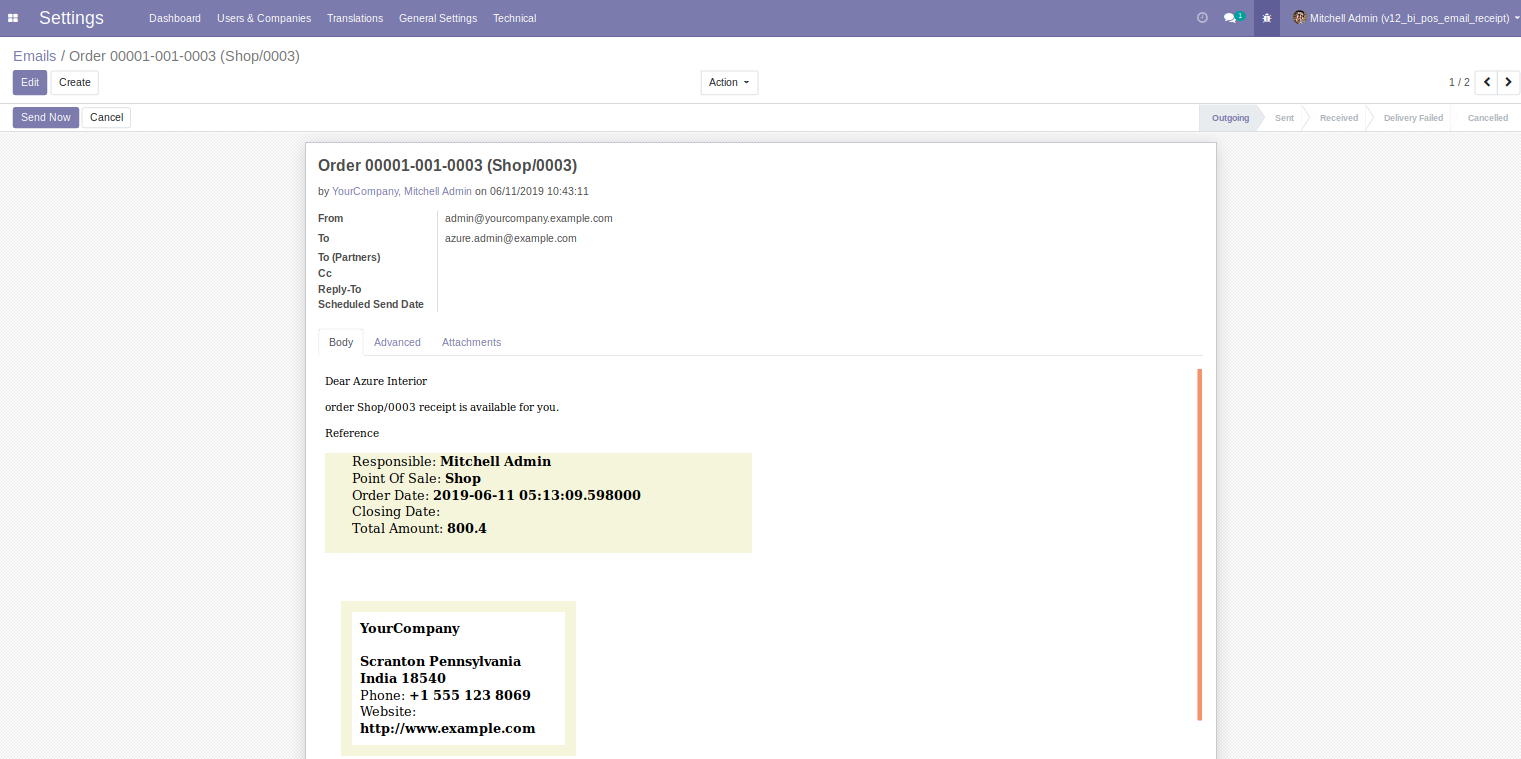 Settings Dashboard Users & Companies Translations General Settings Technical 1 Mitchell Admin (v12_bi_pos_email_receipt)
Emails / Order 00001-001-0003 (Shop/0003)
Edit Create Action 1 / 2
Send Now Cancel Outgoing Sent Received Delivery Failed Cancelled
Order 00001-001-0003 (Shop/0003)
by YourCompany, Mitchell Admin on 06/11/2019 10:43:11
From admin@yourcompany.example.com
To azure.admin@example.com
To (Partners)
Cc
Reply-To
Scheduled Send Date
Body Advanced Attachments
Dear Azure Interior
order Shop/0003 receipt is available for you.
Reference
Responsible: Mitchell Admin
Point Of Sale: Shop
Order Date: 2019-06-11 05:13:09.598000
Closing Date:
Total Amount: 800.4
YourCompany
Scranton Pennsylvania
India 18540
Phone: +1 555 123 8069
Website:
http://www.example.com